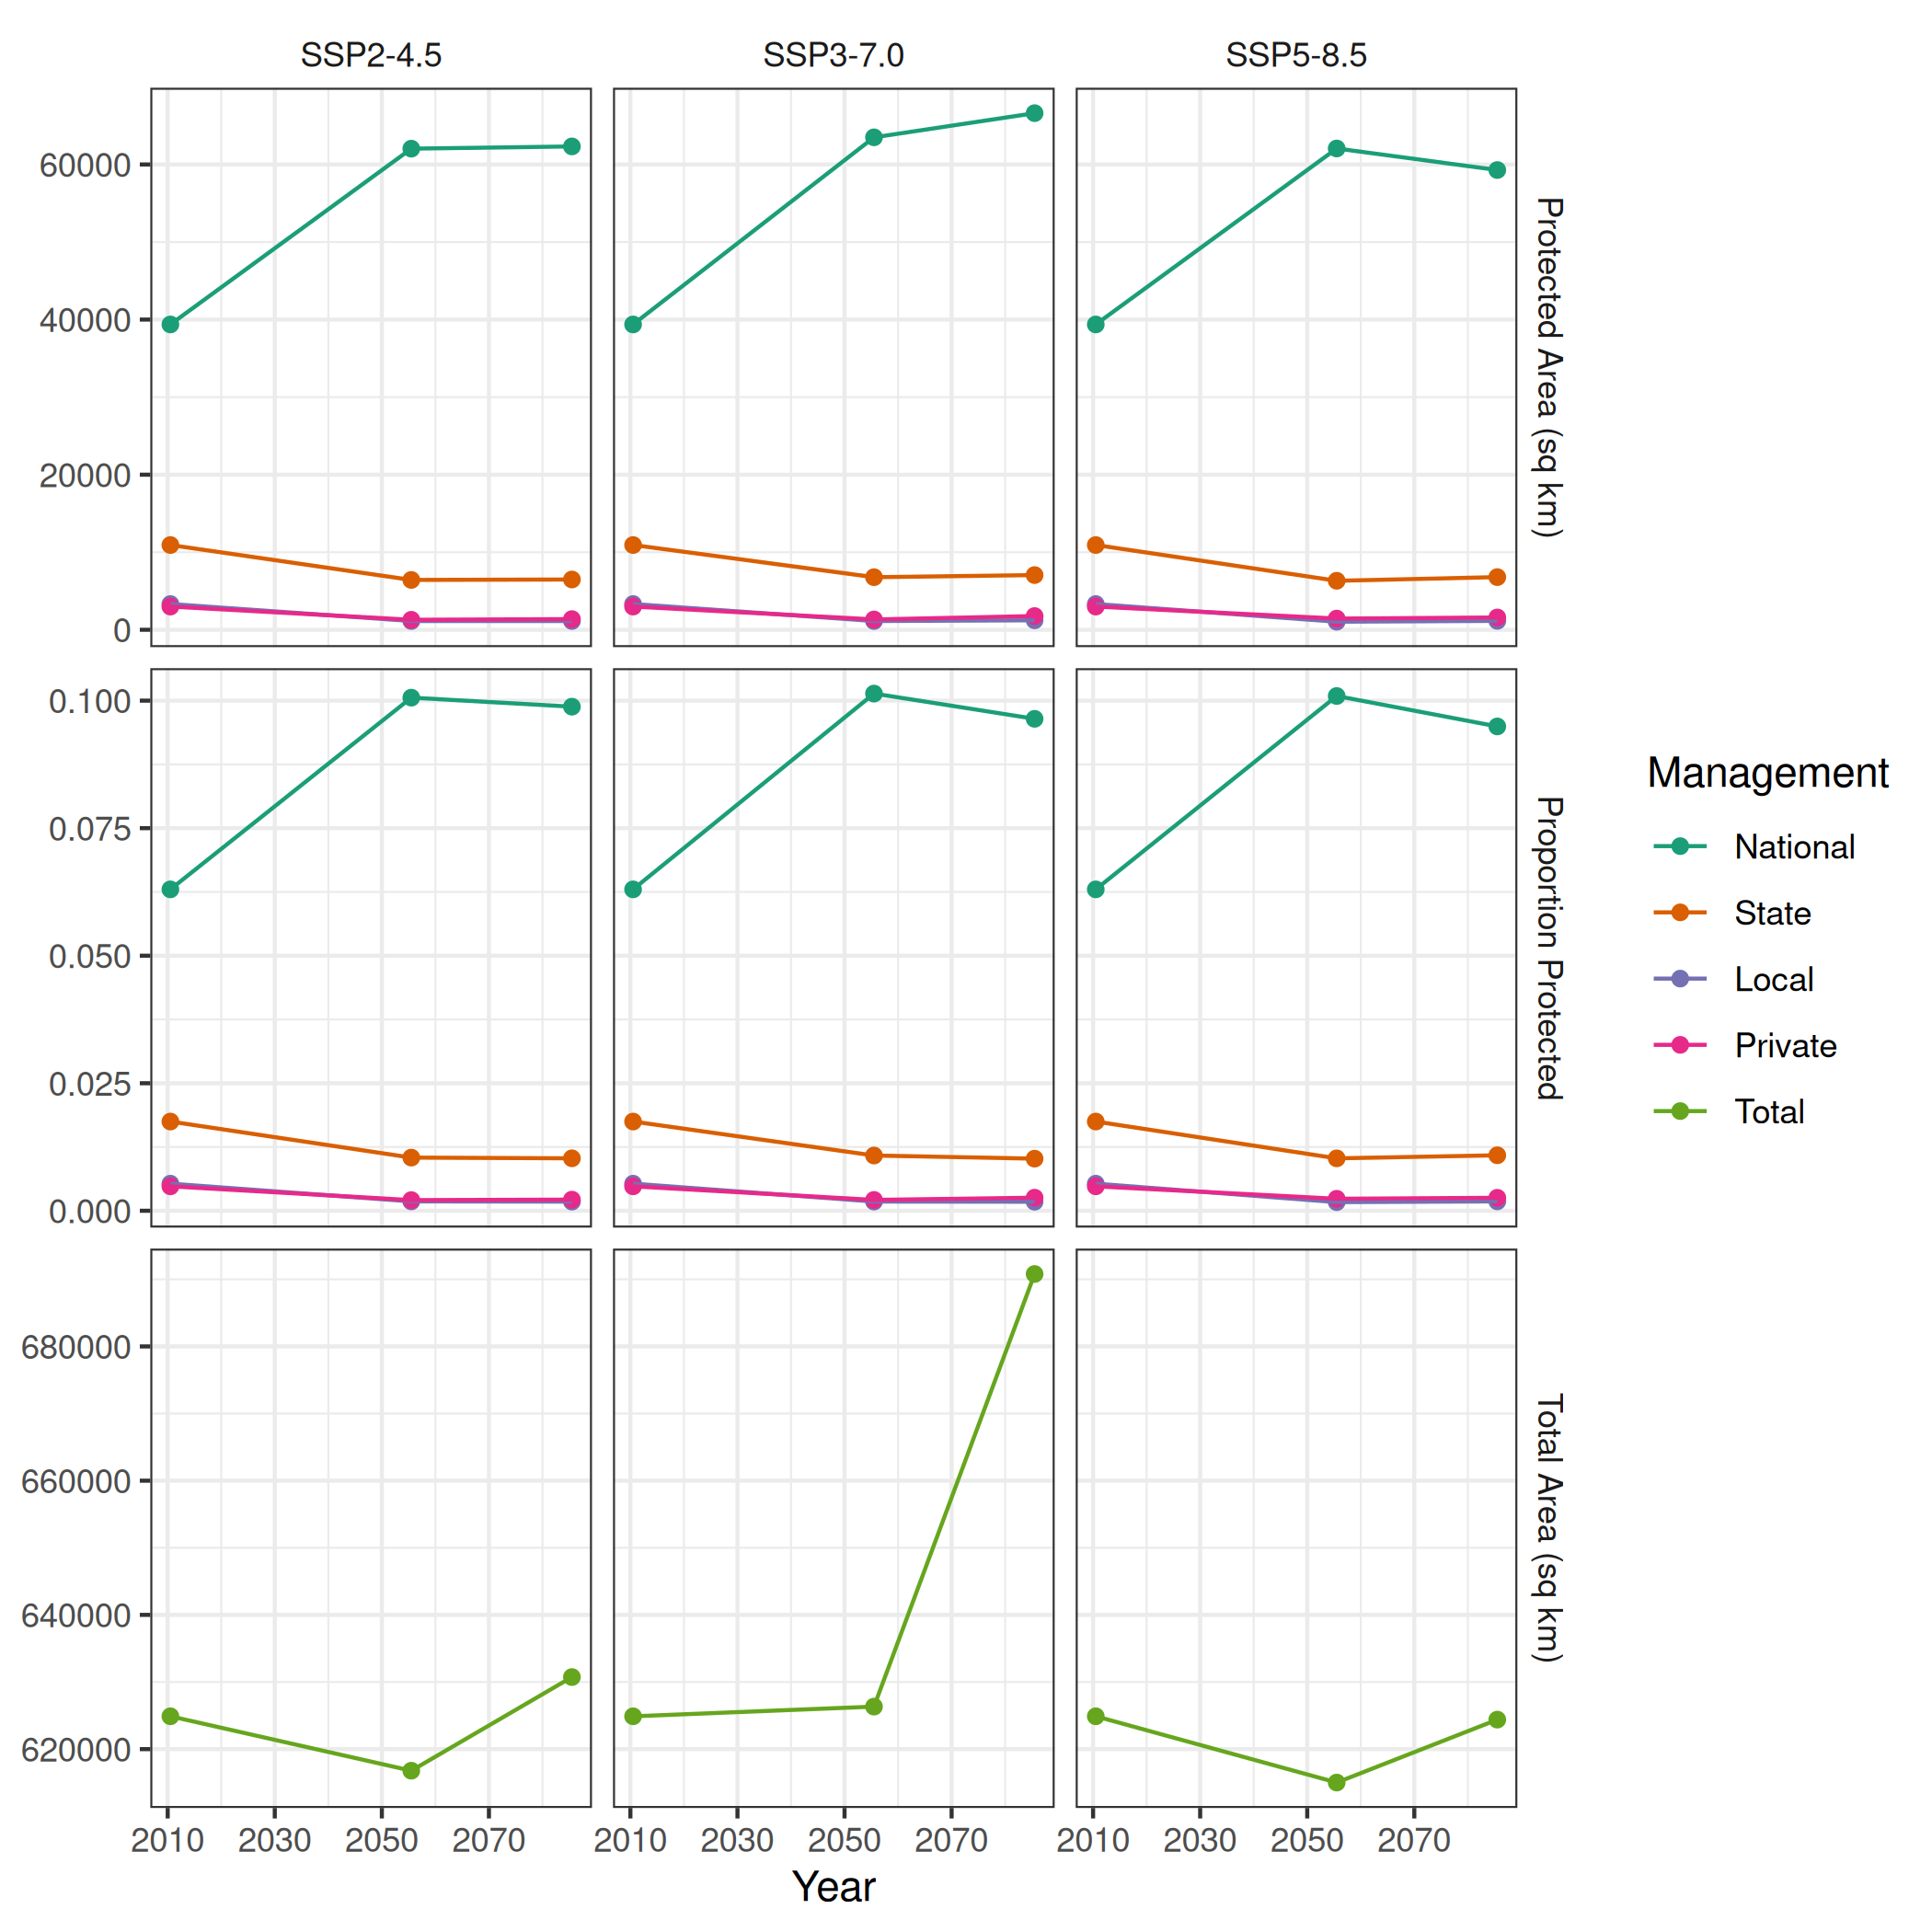 SSP2-4.5 SSP3-7.0 SSP5-8.5
60000
40000
20000
0
Protected Area (sq km)
0.100
0.075
0.050
0.025
0.000
Proportion Protected
680000
660000
640000
620000
Total Area (sq km)
2010 2030 2050 2070 2010 2030 2050 2070 2010 2030 2050 2070
Year
Management
National
State
Local
Private
Total